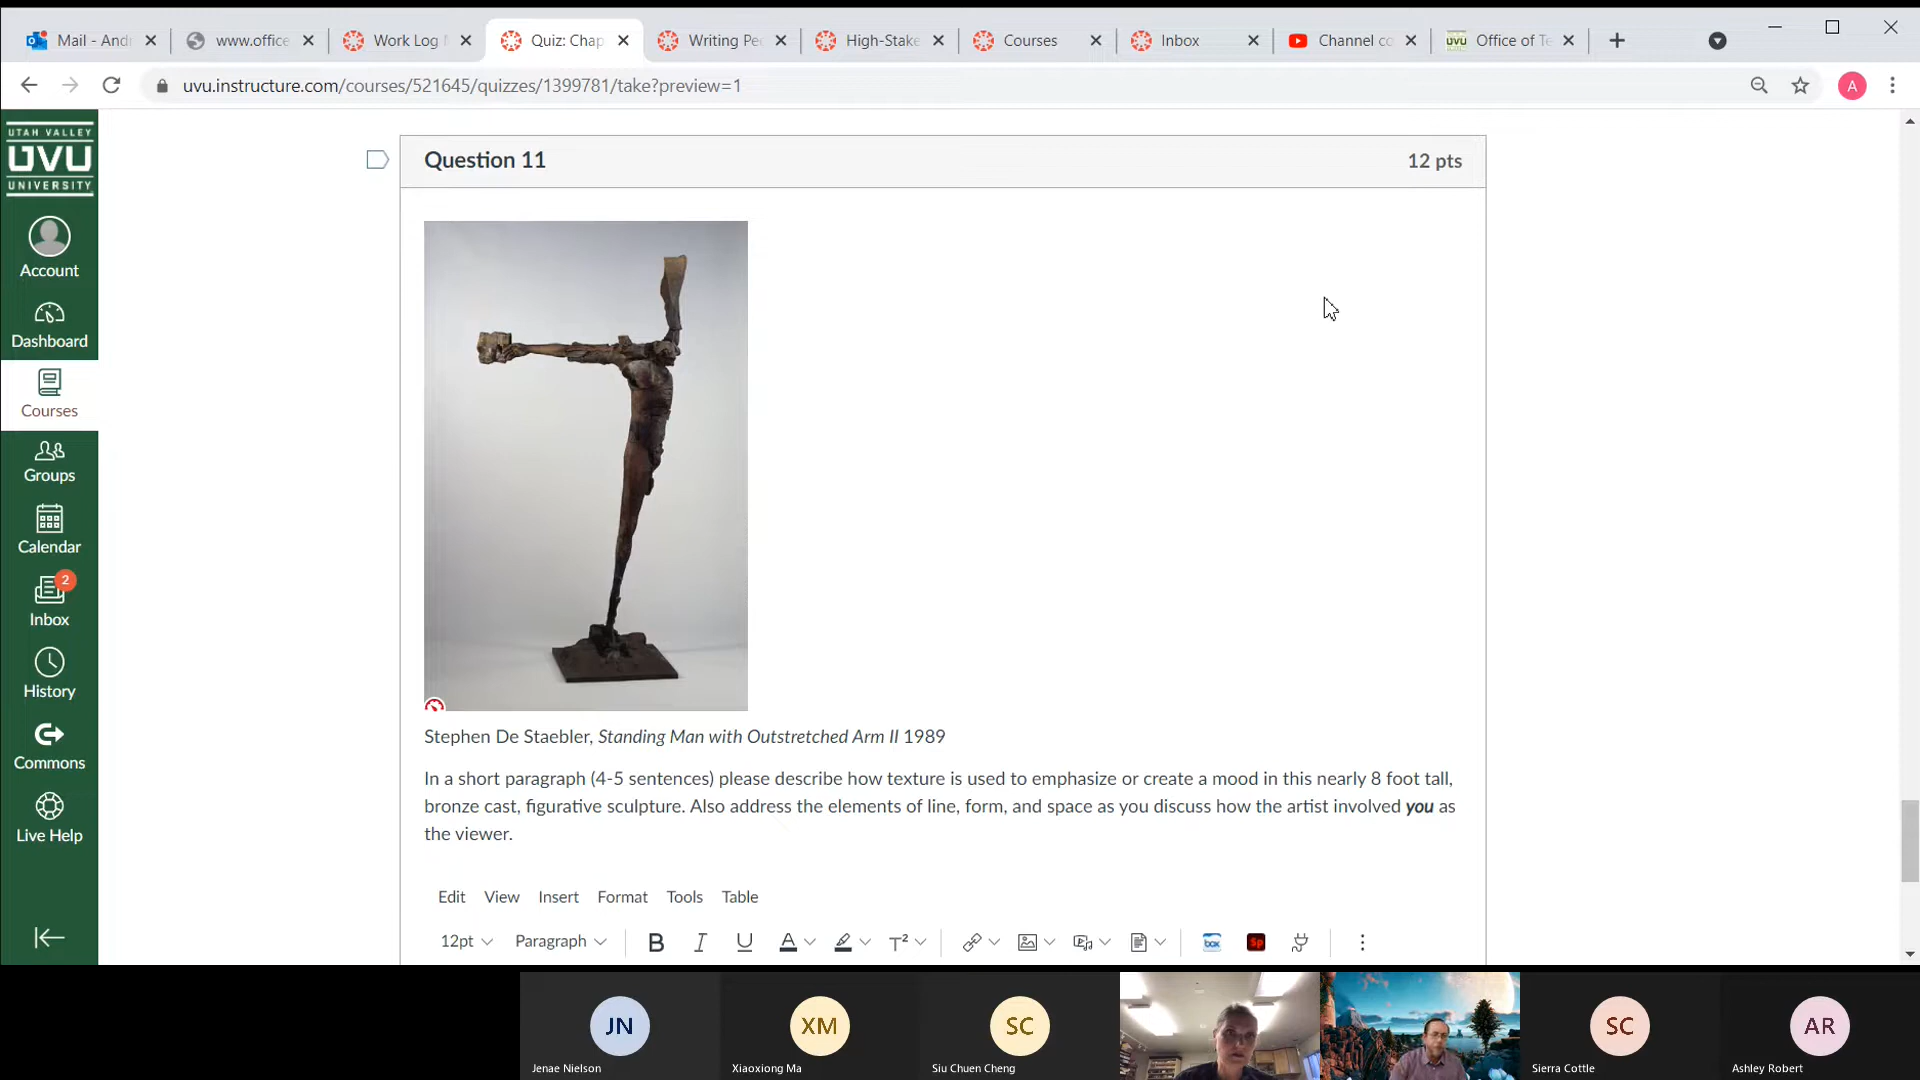 Mail - And
www.office
Work Log
Quiz: Chap
Writing Pe
High-Stake
Courses
Inbox
Channel co
Office of Te
uvu.instructure.com/courses/521645/quizzes/1399781/take?preview=1
A
UTAH VALLEY
UVU
UNIVERSITY
Account
Dashboard
Courses
Groups
Calendar
2
Inbox
History
Commons
Live Help
Question 11
12 pts
Stephen De Staebler, Standing Man with Outstretched Arm II 1989
In a short paragraph (4-5 sentences) please describe how texture is used to emphasize or create a mood in this nearly 8 foot tall,
bronze cast, figurative sculpture. Also address the elements of line, form, and space as you discuss how the artist involved you as
the viewer.
Edit View Insert Format Tools Table
12pt Paragraph B I U A T² box Sp
JN
XM
SC
SC
AR
Jenae Nielson
Xiaoxiong Ma
Siu Chuen Cheng
Sierra Cottle
Ashley Robert